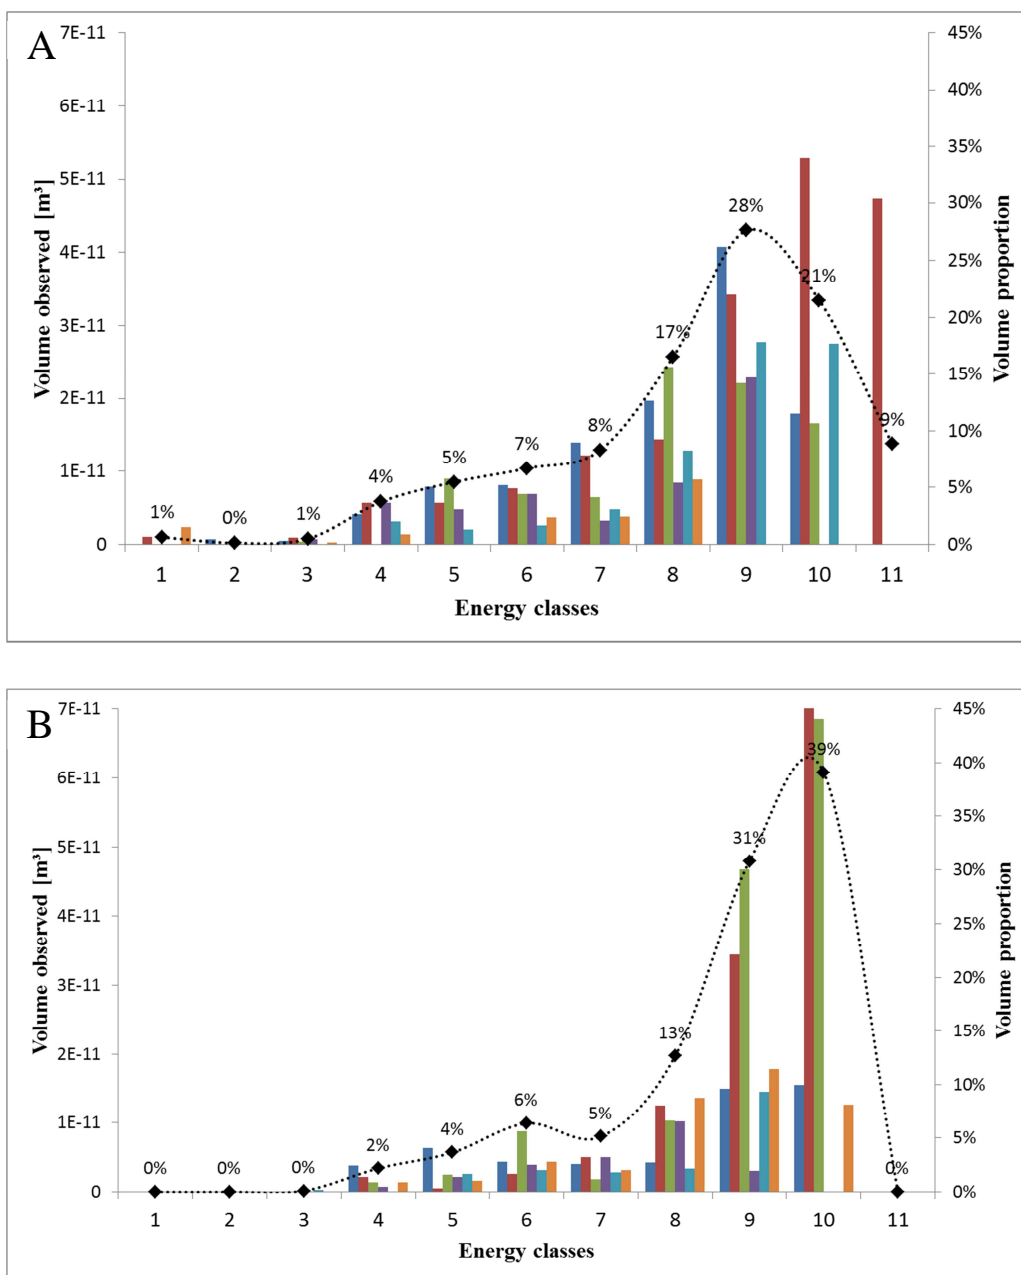 A
7E-11
6E-11
5E-11
4E-11
3E-11
2E-11
1E-11
0
Volume observed [m³]
45%
40%
35%
30%
25%
20%
15%
10%
5%
0%
Volume proportion
1%
0%
1%
4%
5%
7%
8%
17%
28%
21%
9%
1 2 3 4 5 6 7 8 9 10 11
Energy classes
B
7E-11
6E-11
5E-11
4E-11
3E-11
2E-11
1E-11
0
Volume observed [m³]
45%
40%
35%
30%
25%
20%
15%
10%
5%
0%
Volume proportion
0%
0%
0%
2%
4%
6%
5%
13%
31%
39%
0%
1 2 3 4 5 6 7 8 9 10 11
Energy classes